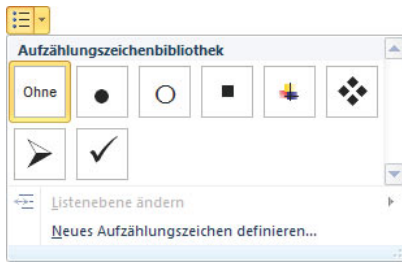 Aufzählungszeichenbibliothek
Ohne
Listenebene ändern
Neues Aufzählungszeichen definieren...